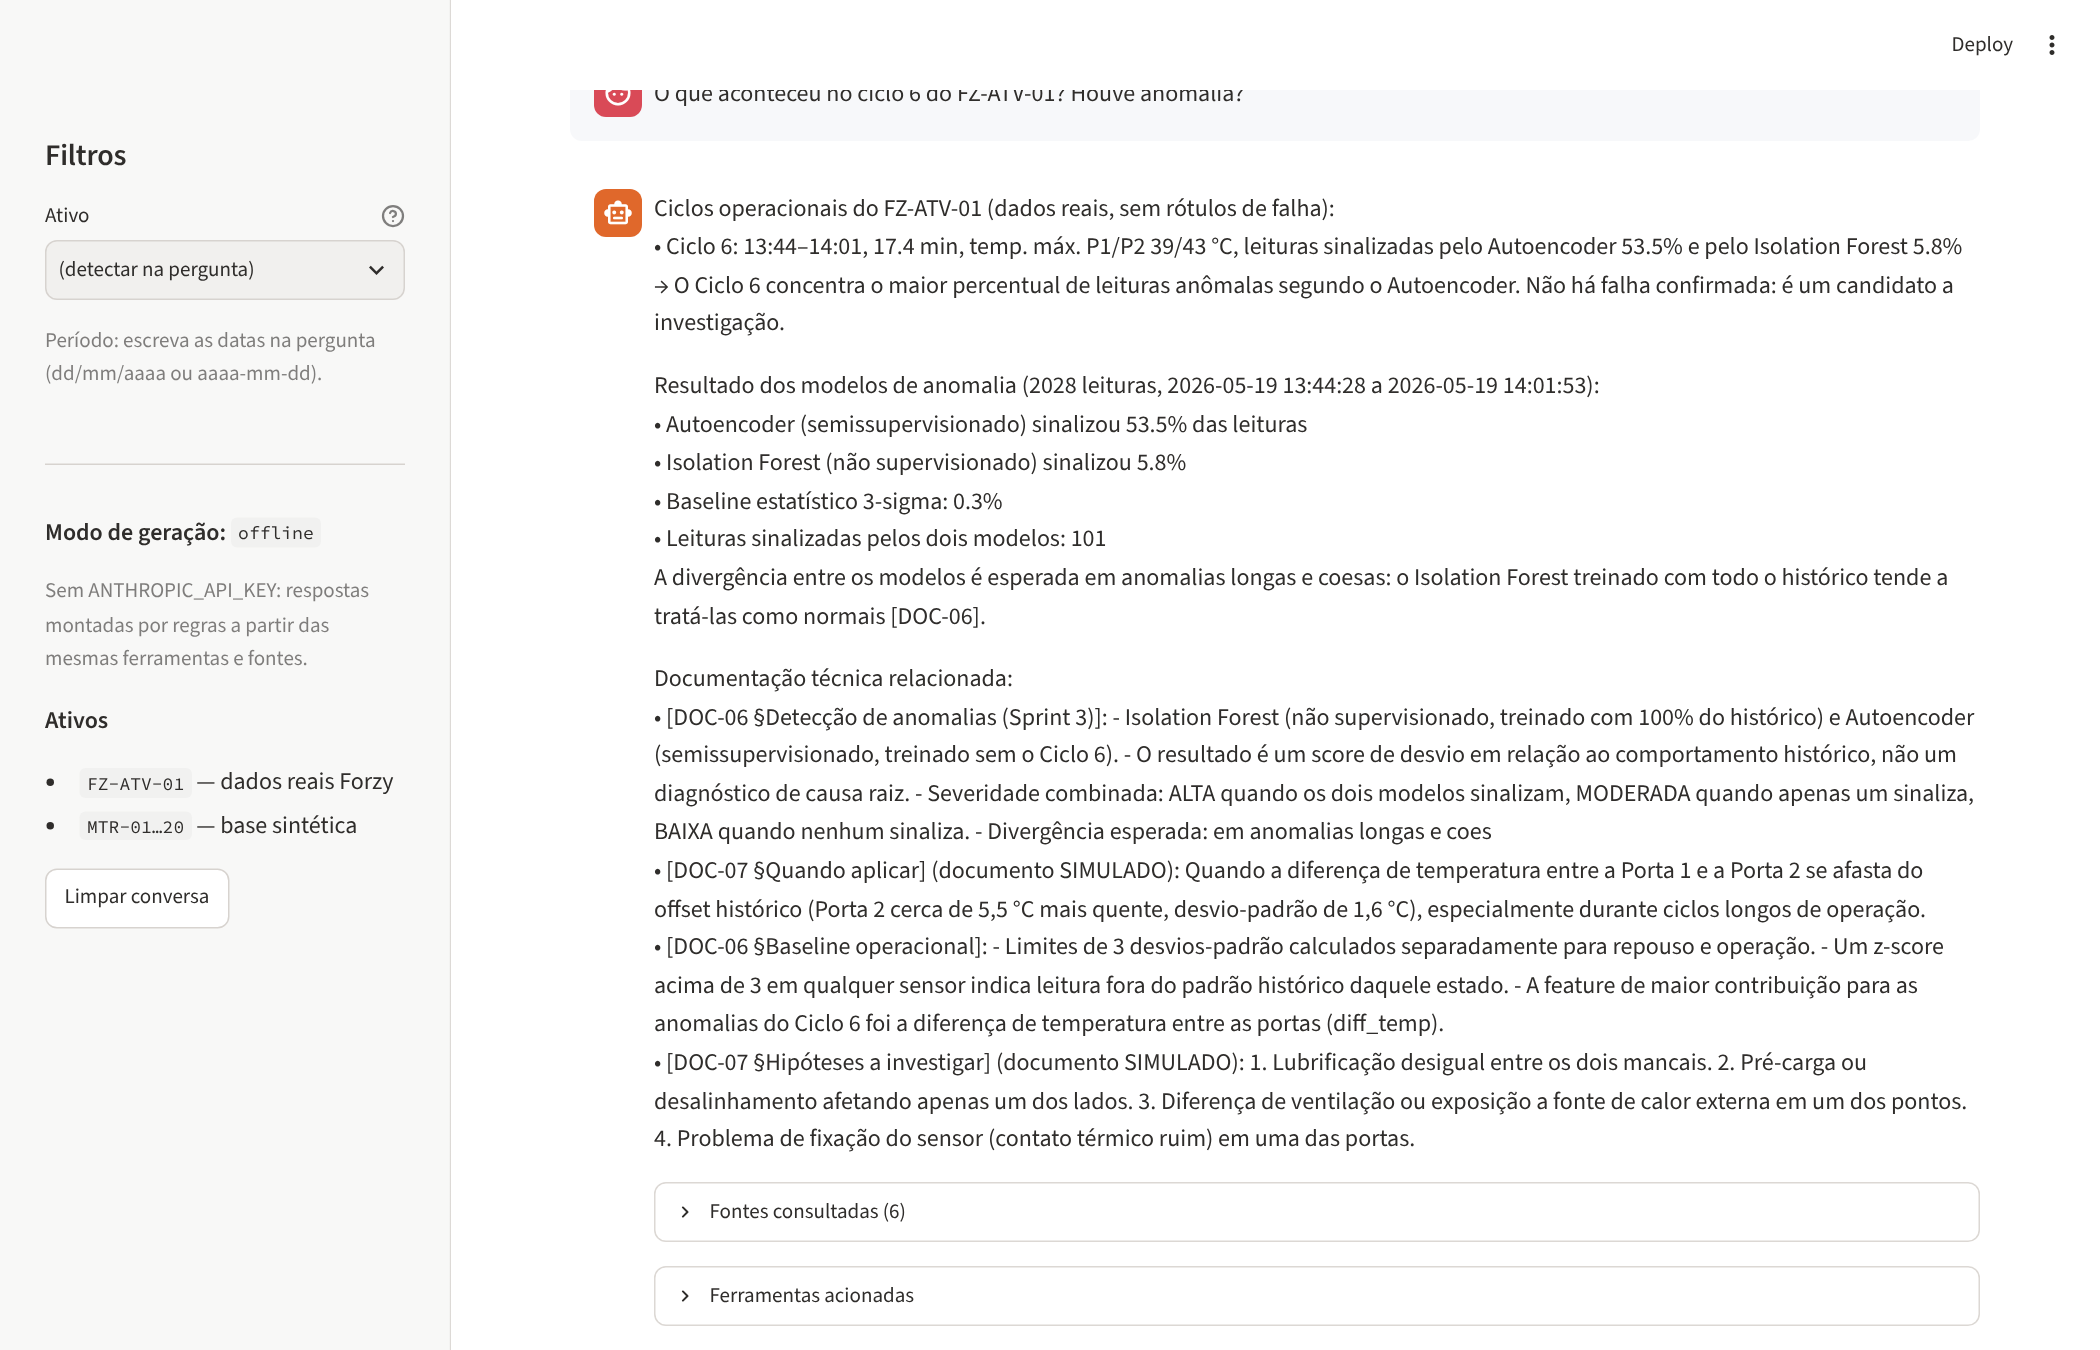 Deploy
Filtros
Ativo
(detectar na pergunta)
Período: escreva as datas na pergunta
(dd/mm/aaaa ou aaaa-mm-dd).
Modo de geração: offline
Sem ANTHROPIC_API_KEY: respostas
montadas por regras a partir das
mesmas ferramentas e fontes.
Ativos
• FZ-ATV-01 — dados reais Forzy
• MTR-01…20 — base sintética
Limpar conversa
O que aconteceu no ciclo 6 do FZ-ATV-01? Houve anomalia?
Ciclos operacionais do FZ-ATV-01 (dados reais, sem rótulos de falha):
• Ciclo 6: 13:44–14:01, 17.4 min, temp. máx. P1/P2 39/43 °C, leituras sinalizadas pelo Autoencoder 53.5% e pelo Isolation Forest 5.8%
→ O Ciclo 6 concentra o maior percentual de leituras anômalas segundo o Autoencoder. Não há falha confirmada: é um candidato a
investigação.
Resultado dos modelos de anomalia (2028 leituras, 2026-05-19 13:44:28 a 2026-05-19 14:01:53):
• Autoencoder (semissupervisionado) sinalizou 53.5% das leituras
• Isolation Forest (não supervisionado) sinalizou 5.8%
• Baseline estatístico 3-sigma: 0.3%
• Leituras sinalizadas pelos dois modelos: 101
A divergência entre os modelos é esperada em anomalias longas e coesas: o Isolation Forest treinado com todo o histórico tende a
tratá-las como normais [DOC-06].
Documentação técnica relacionada:
• [DOC-06 §Detecção de anomalias (Sprint 3)]: - Isolation Forest (não supervisionado, treinado com 100% do histórico) e Autoencoder
(semissupervisionado, treinado sem o Ciclo 6). - O resultado é um score de desvio em relação ao comportamento histórico, não um
diagnóstico de causa raiz. - Severidade combinada: ALTA quando os dois modelos sinalizam, MODERADA quando apenas um sinaliza,
BAIXA quando nenhum sinaliza. - Divergência esperada: em anomalias longas e coes
• [DOC-07 §Quando aplicar] (documento SIMULADO): Quando a diferença de temperatura entre a Porta 1 e a Porta 2 se afasta do
offset histórico (Porta 2 cerca de 5,5 °C mais quente, desvio-padrão de 1,6 °C), especialmente durante ciclos longos de operação.
• [DOC-06 §Baseline operacional]: - Limites de 3 desvios-padrão calculados separadamente para repouso e operação. - Um z-score
acima de 3 em qualquer sensor indica leitura fora do padrão histórico daquele estado. - A feature de maior contribuição para as
anomalias do Ciclo 6 foi a diferença de temperatura entre as portas (diff_temp).
• [DOC-07 §Hipóteses a investigar] (documento SIMULADO): 1. Lubrificação desigual entre os dois mancais. 2. Pré-carga ou
desalinhamento afetando apenas um dos lados. 3. Diferença de ventilação ou exposição a fonte de calor externa em um dos pontos.
4. Problema de fixação do sensor (contato térmico ruim) em uma das portas.
Fontes consultadas (6)
Ferramentas acionadas